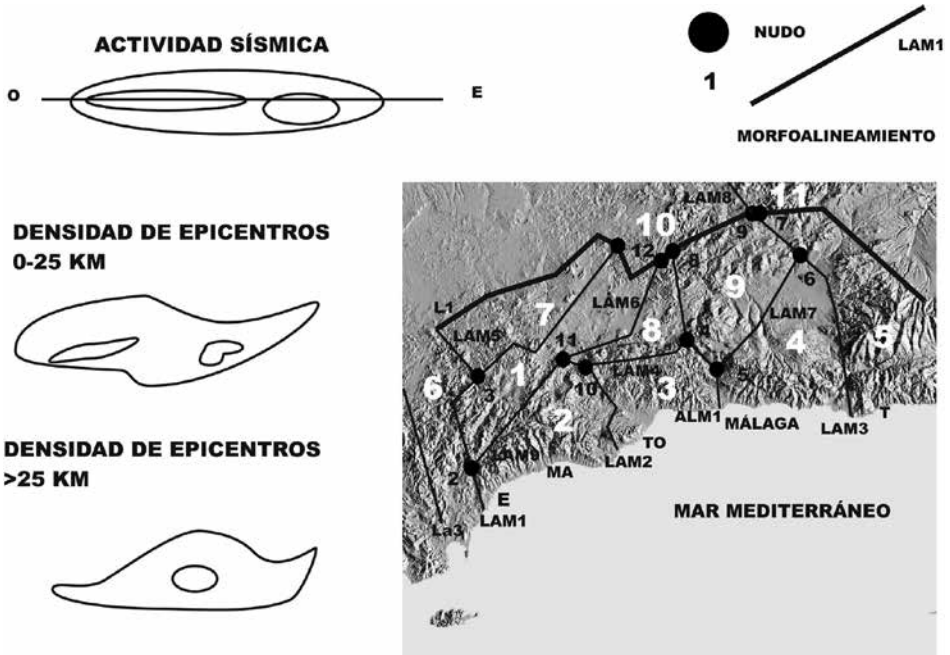 ACTIVIDAD SÍSMICA
O
E
NUDO
1
LAM1
MORFOALINEAMIENTO
DENSIDAD DE EPICENTROS
0-25 KM
DENSIDAD DE EPICENTROS
>25 KM
LAM8
11
10
9
7
12
8
6
9
L1
LAM6
7
LAM7
LAM5
8
4
4
5
11
1
6
3
10
LAM4
3
5
2
ALM1
MÁLAGA
LAM3
T
TO
LAM9
2
MA
LAM2
E
LAM1
La3
MAR MEDITERRÁNEO